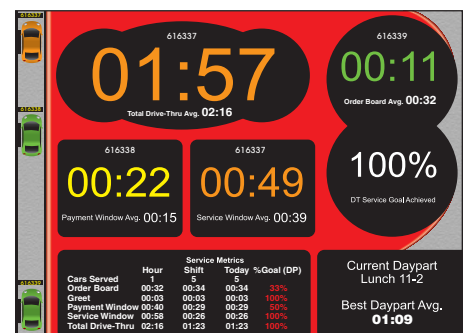 616337
616338
616339
616337
01:57
Total Drive-Thru Avg. 02:16
616339
00:11
Order Board Avg. 00:32
616338
00:22
Payment Window Avg. 00:15
616337
00:49
Service Window Avg. 00:39
100%
DT Service Goal Achieved
Service Metrics
Hour Shift Today %Goal (DP)
Cars Served 1 5 5
Order Board 00:32 00:34 00:34 33%
Greet 00:03 00:03 00:03 100%
Payment Window 00:40 00:29 00:29 50%
Service Window 00:58 00:26 00:26 100%
Total Drive-Thru 02:16 01:23 01:23 100%
Current Daypart
Lunch 11-2
Best Daypart Avg.
01:09